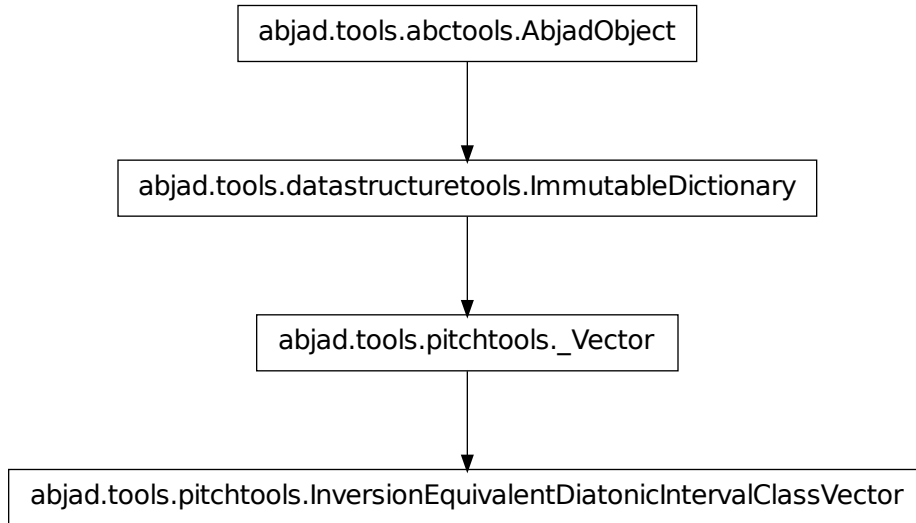 abjad.tools.abctools.AbjadObject
abjad.tools.datastructuretools.ImmutableDictionary
abjad.tools.pitchtools._Vector
abjad.tools.pitchtools.InversionEquivalentDiatonicIntervalClassVector